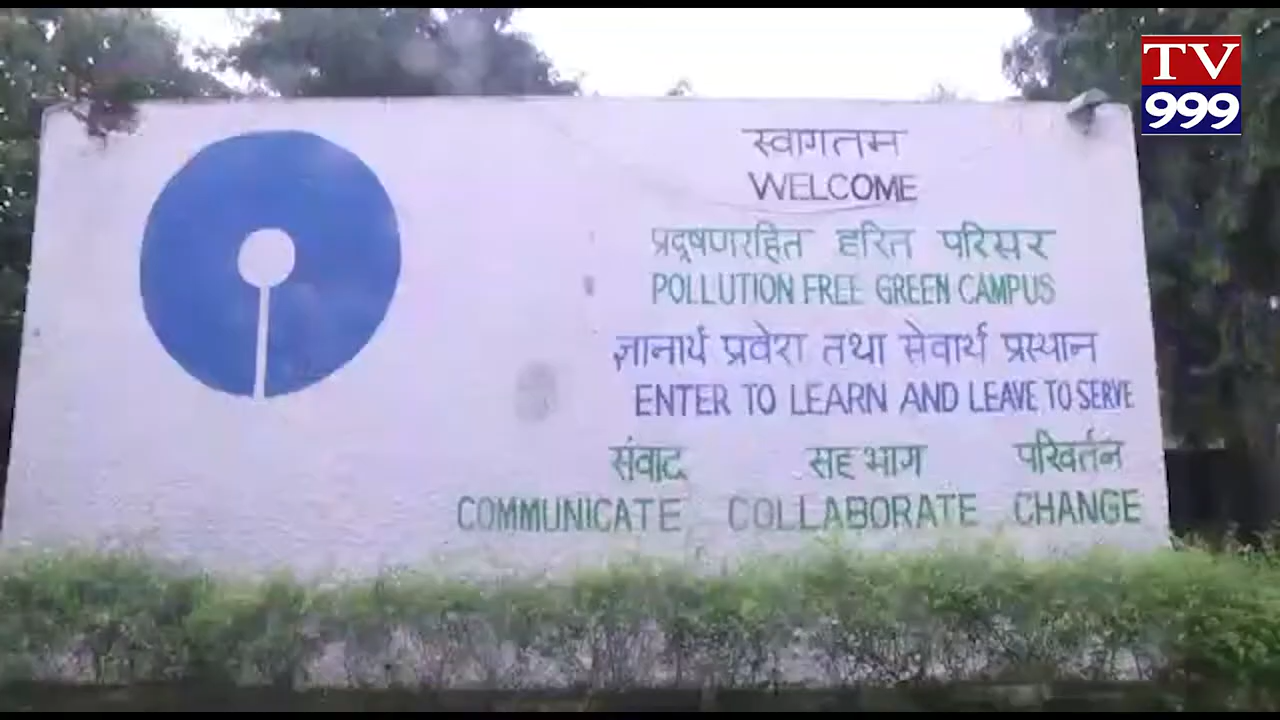 TV
999
स्वागतम
WELCOME
प्रदूषणरहित हरित परिसर
POLLUTION FREE GREEN CAMPUS
ज्ञानार्थ प्रवेश तथा सेवार्थ प्रस्थान
ENTER TO LEARN AND LEAVE TO SERVE
संवाद सहभाग परिवर्तन
COMMUNICATE COLLABORATE CHANGE